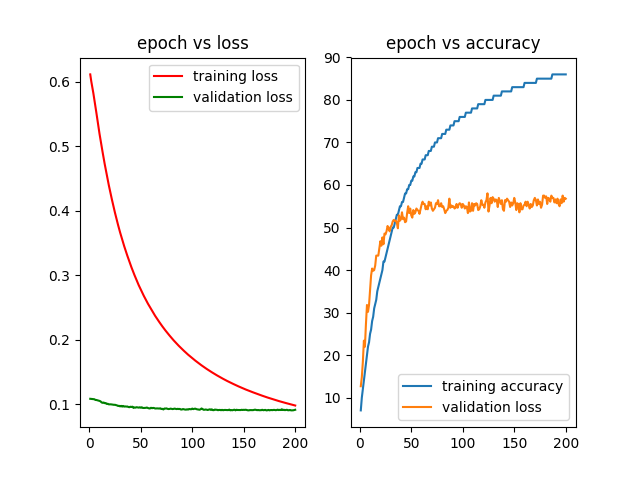 epoch vs loss
0.6
0.5
0.4
0.3
0.2
0.1
0 50 100 150 200
training loss
validation loss
epoch vs accuracy
90
80
70
60
50
40
30
20
10
0 50 100 150 200
training accuracy
validation loss